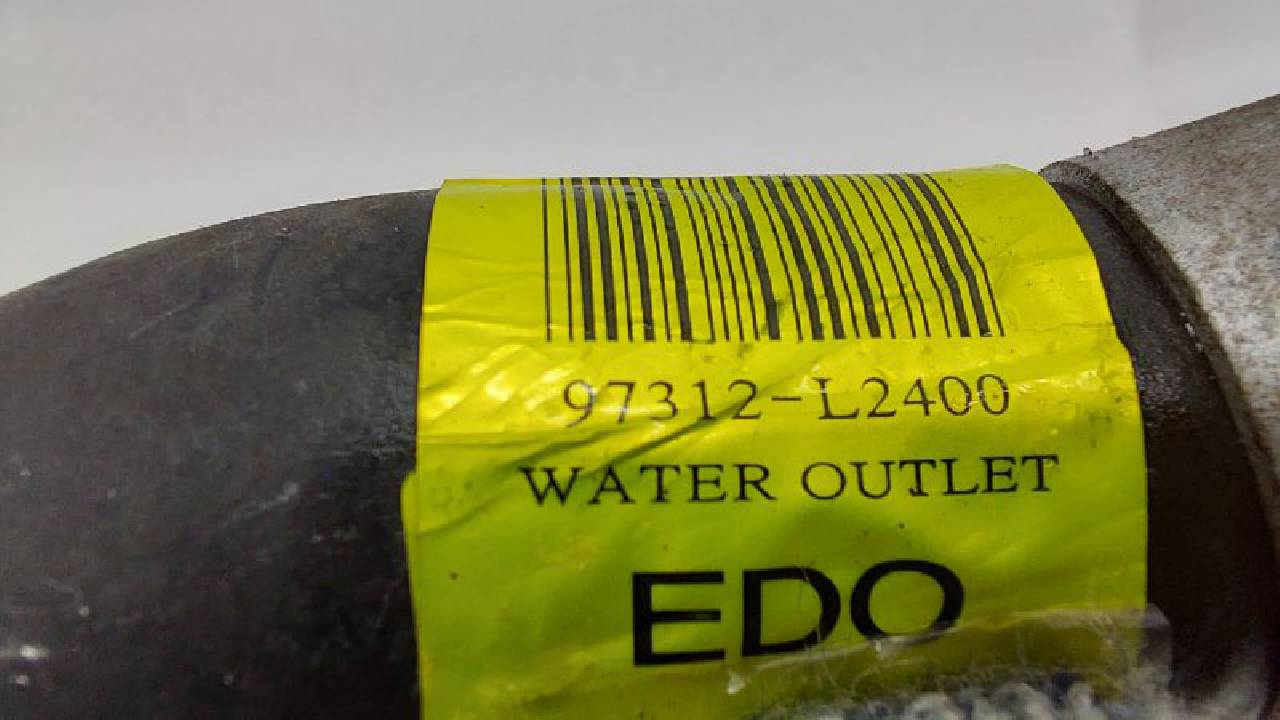 97312-L2400
WATER OUTLET
EDO